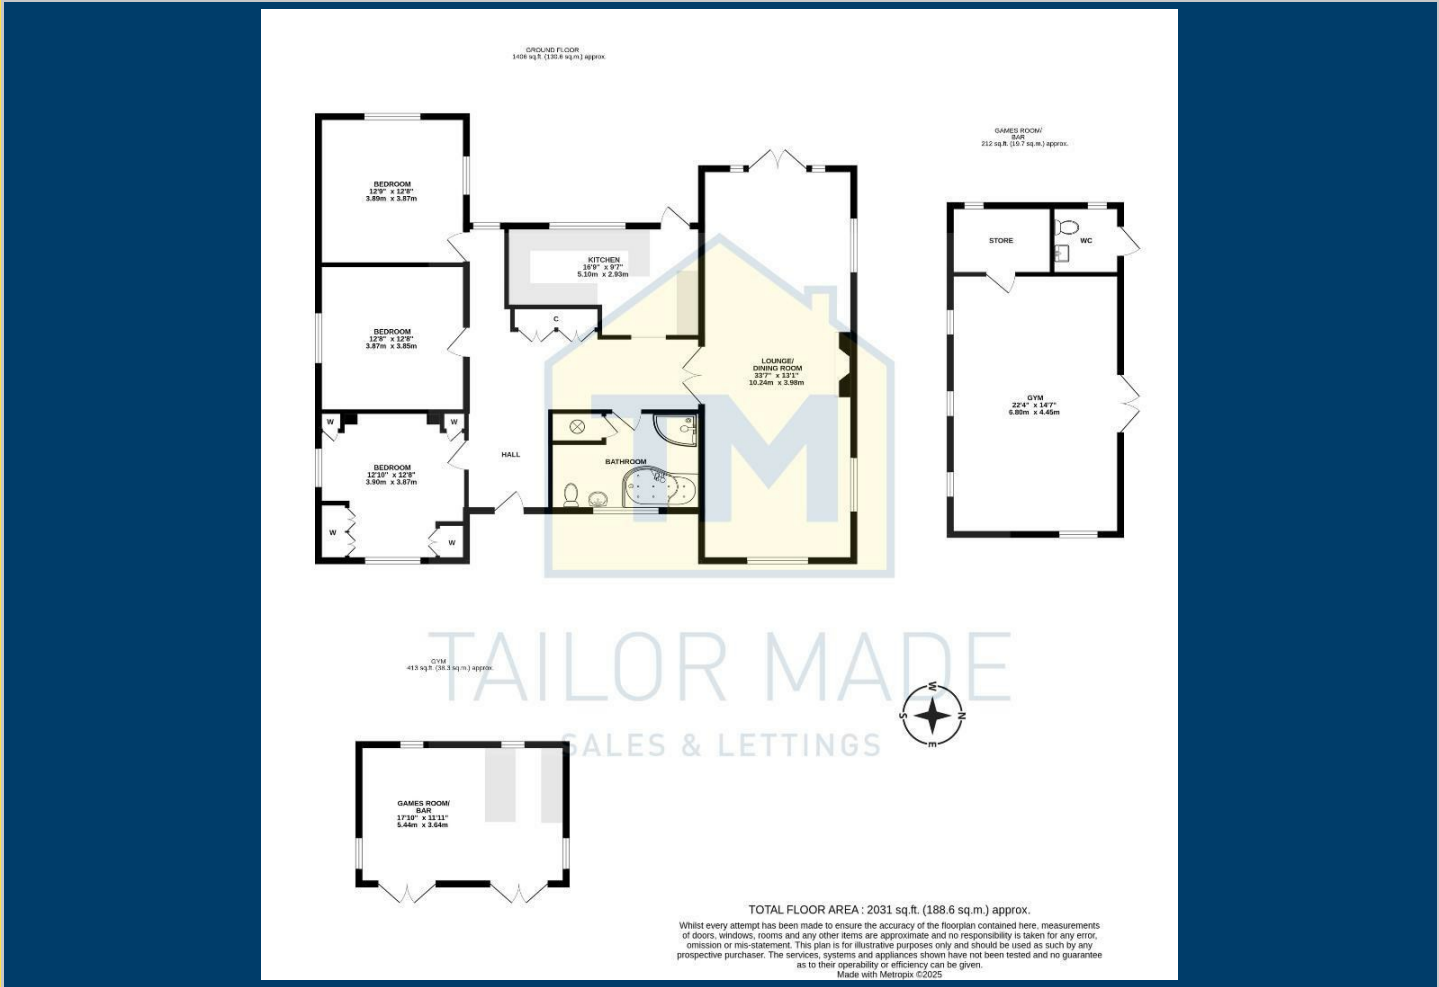 GROUND FLOOR
1406 sq.ft. (130.6 sq.m.) approx.
BEDROOM
12'9" x 12'8"
3.89m x 3.87m
KITCHEN
16'9" x 9'7"
5.10m x 2.93m
C
BEDROOM
12'8" x 12'8"
3.87m x 3.85m
LOUNGE/
DINING ROOM
33'7" x 13'1"
10.24m x 3.98m
W
W
BEDROOM
12'10" x 12'8"
3.90m x 3.87m
HALL
BATHROOM
W
W
TM
GAMES ROOM/
BAR
212 sq.ft. (19.7 sq.m.) approx.
STORE
WC
GYM
22'4" x 14'7"
6.80m x 4.45m
TAILOR MADE
SALES & LETTINGS
GYM
413 sq.ft. (38.3 sq.m.) approx.
W
S
N
E
GAMES ROOM/
BAR
17'10" x 11'11"
5.44m x 3.64m
TOTAL FLOOR AREA : 2031 sq.ft. (188.6 sq.m.) approx.
Whilst every attempt has been made to ensure the accuracy of the floorplan contained here, measurements
of doors, windows, rooms and any other items are approximate and no responsibility is taken for any error,
omission or mis-statement. This plan is for illustrative purposes only and should be used as such by any
prospective purchaser. The services, systems and appliances shown have not been tested and no guarantee
as to their operability or efficiency can be given.
Made with Metropix ©2025